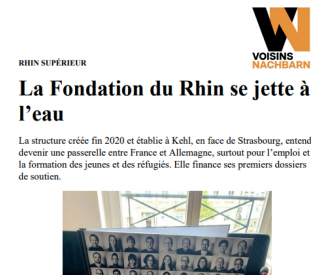 VOISINS
NACHBARN
RHIN SUPÉRIEUR
La Fondation du Rhin se jette à
l’eau
La structure créée fin 2020 et établie à Kehl, en face de Strasbourg, entend
devenir une passerelle entre France et Allemagne, surtout pour l’emploi et
la formation des jeunes et des réfugiés. Elle finance ses premiers dossiers
de soutien.